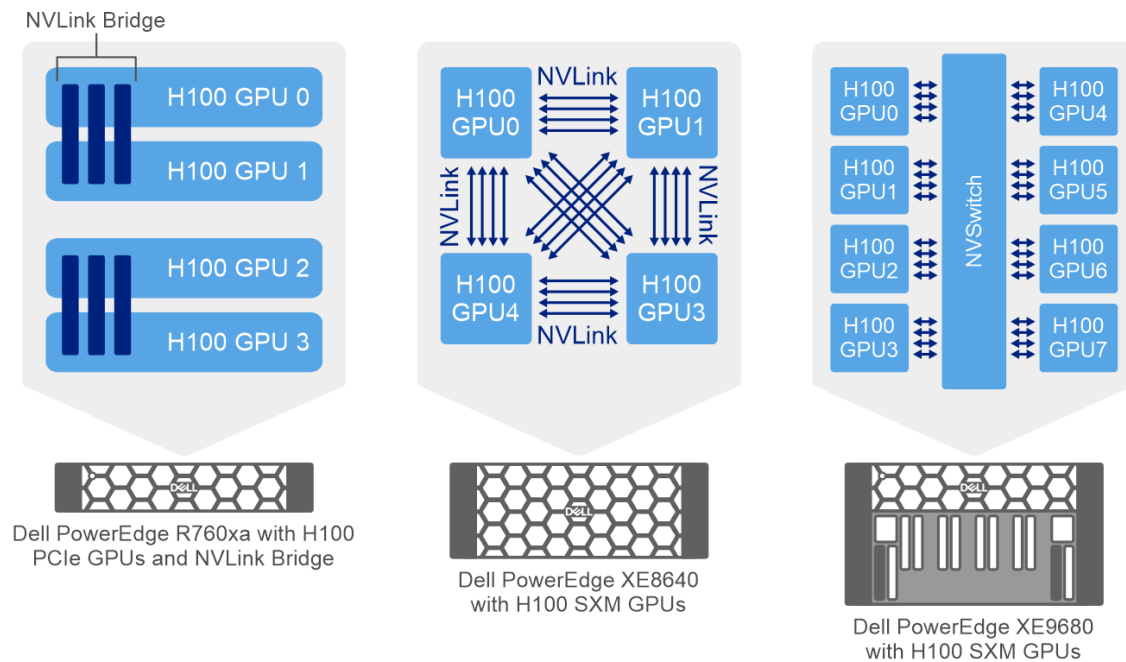 NVLink Bridge
H100 GPU 0
H100 GPU 1
H100 GPU 2
H100 GPU 3
DELL
Dell PowerEdge R760xa with H100
PCIe GPUs and NVLink Bridge
H100
GPU0
NVLink
H100
GPU1
NVLink
NVLink
H100
GPU4
NVLink
H100
GPU3
DELL
Dell PowerEdge XE8640
with H100 SXM GPUs
H100
GPU0
H100
GPU1
H100
GPU2
H100
GPU3
NVSwitch
H100
GPU4
H100
GPU5
H100
GPU6
H100
GPU7
DELL
Dell PowerEdge XE9680
with H100 SXM GPUs